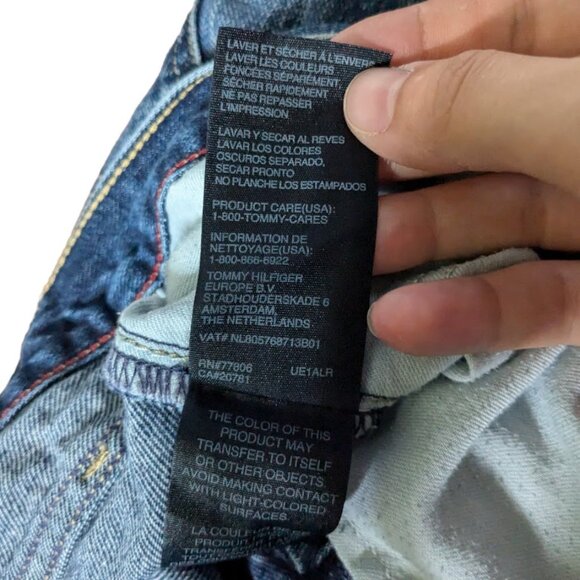 LAVER ET SÉCHER À L'ENVERS
LAVER LES COULEURS
FONCÉES SÉPARÉMENT,
SÉCHER RAPIDEMENT
NE PAS REPASSER
L'IMPRESSION
LAVAR Y SECAR AL REVES
LAVAR LOS COLORES
OSCUROS SEPARADO,
SECAR PRONTO
NO PLANCHE LOS ESTAMPADOS
PRODUCT CARE(USA):
1-800-TOMMY-CARES
INFORMATION DE
NETTOYAGE(USA):
1-800-866-6922
TOMMY HILFIGER
EUROPE B.V.
STADHOUDERSKADE 6
AMSTERDAM,
THE NETHERLANDS
VAT# NL805768713B01
RN#77806 UE1ALR
CA#20781
THE COLOR OF THIS
PRODUCT MAY
TRANSFER TO ITSELF
OR OTHER OBJECTS.
AVOID MAKING CONTACT
WITH LIGHT-COLORED
SURFACES.
LA COULE
PRODU